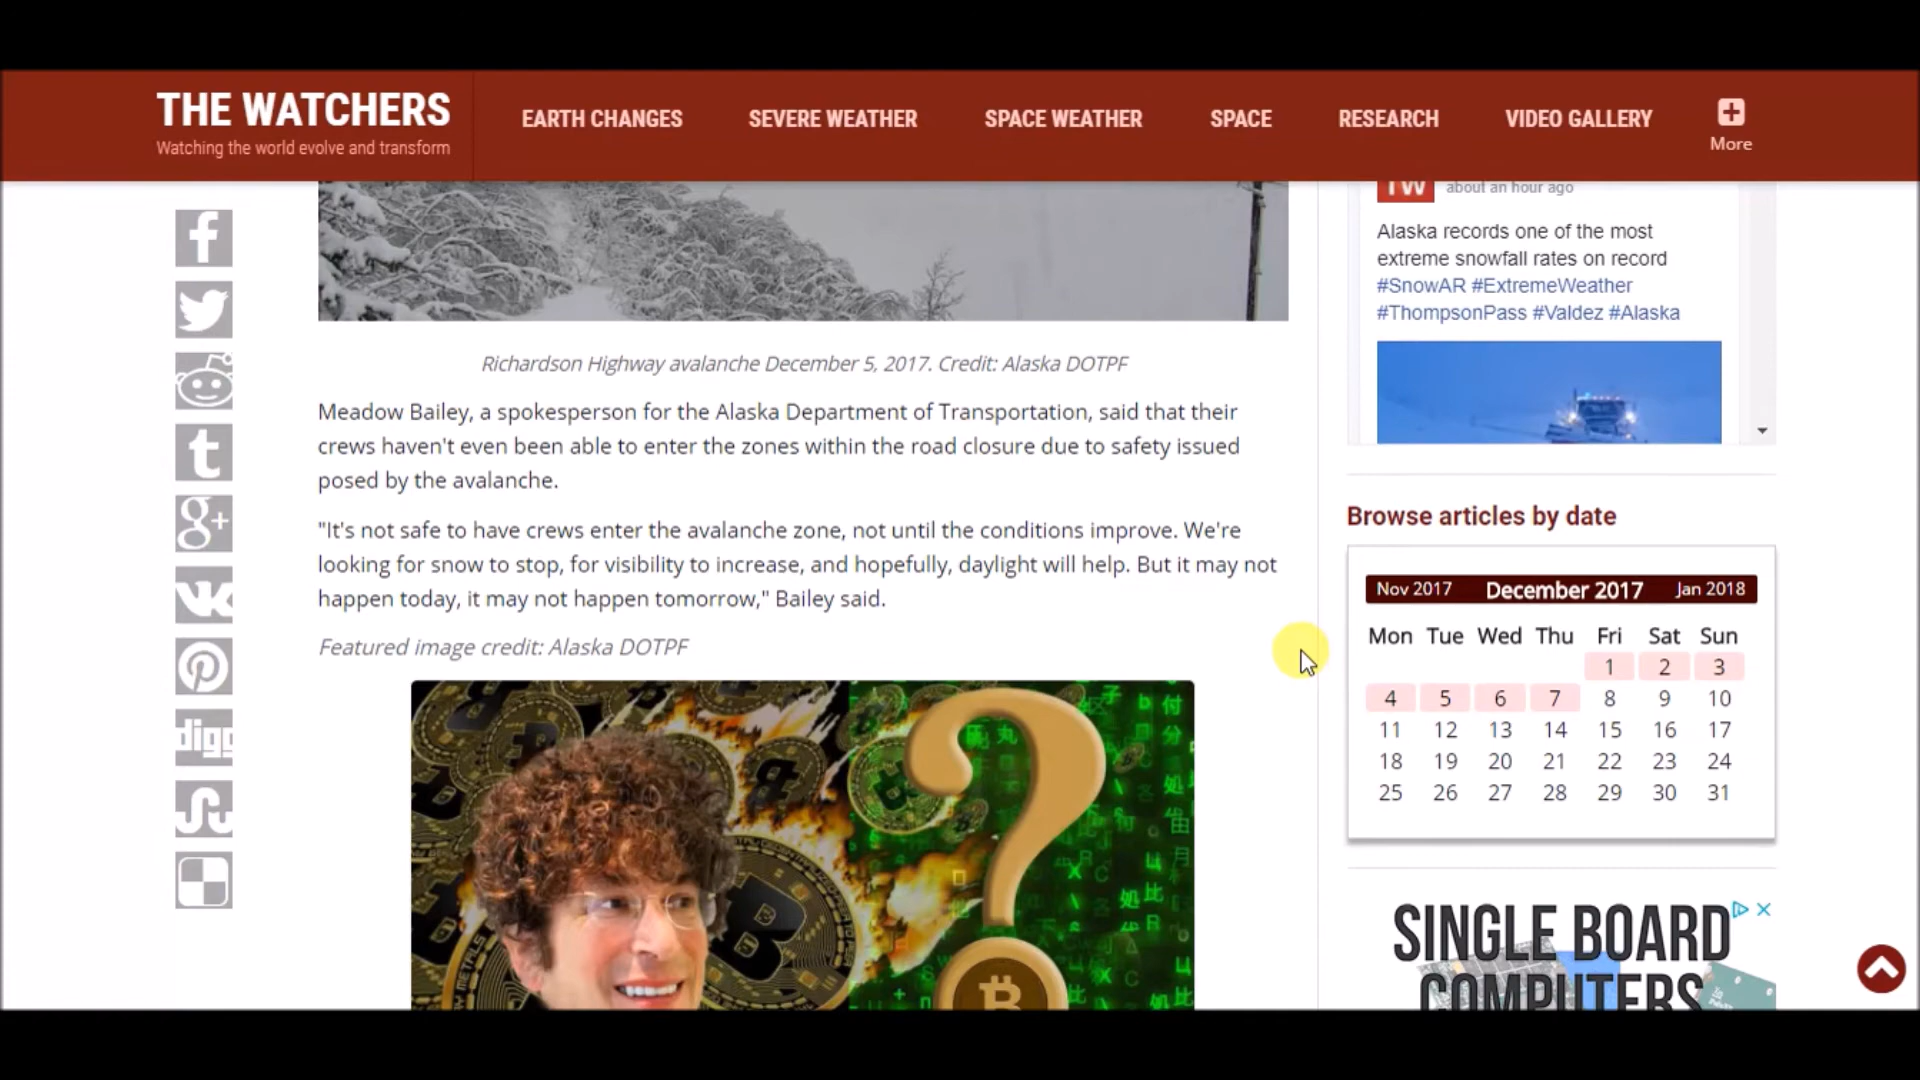 THE WATCHERS
Watching the world evolve and transform
EARTH CHANGES
SEVERE WEATHER
SPACE WEATHER
SPACE
RESEARCH
VIDEO GALLERY
More
Richardson Highway avalanche December 5, 2017. Credit: Alaska DOTPF
Meadow Bailey, a spokesperson for the Alaska Department of Transportation, said that their
crews haven't even been able to enter the zones within the road closure due to safety issued
posed by the avalanche.
"It's not safe to have crews enter the avalanche zone, not until the conditions improve. We're
looking for snow to stop, for visibility to increase, and hopefully, daylight will help. But it may not
happen today, it may not happen tomorrow," Bailey said.
Featured image credit: Alaska DOTPF
TW
about an hour ago
Alaska records one of the most
extreme snowfall rates on record
#SnowAR #ExtremeWeather
#ThompsonPass #Valdez #Alaska
Browse articles by date
Nov 2017 December 2017 Jan 2018
Mon Tue Wed Thu Fri Sat Sun
1 2 3
4 5 6 7 8 9 10
11 12 13 14 15 16 17
18 19 20 21 22 23 24
25 26 27 28 29 30 31
SINGLE BOARD
COMPUTERS
digg